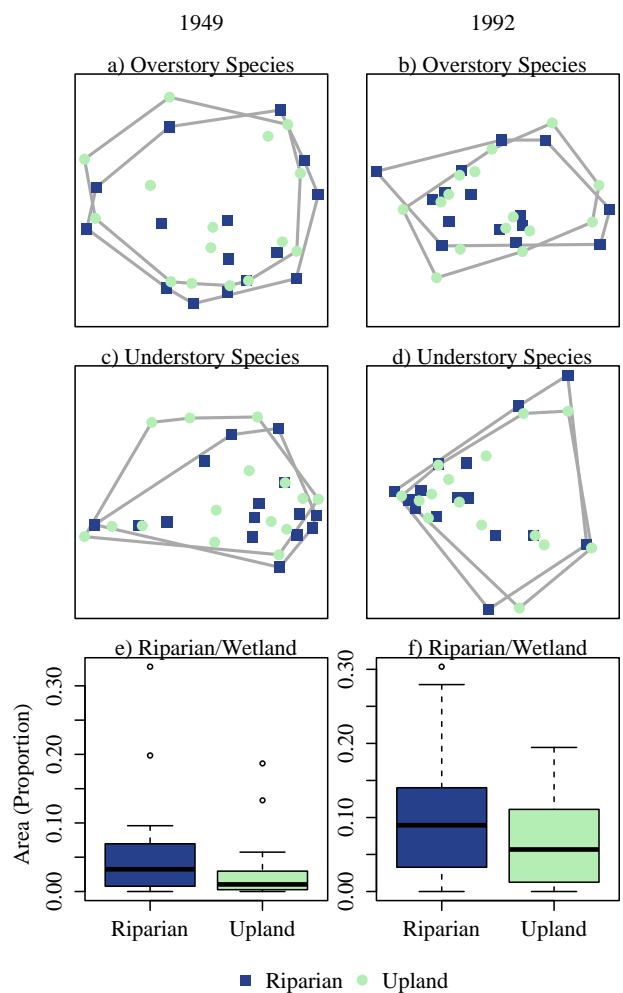 1949 1992
a) Overstory Species b) Overstory Species
c) Understory Species d) Understory Species
e) Riparian/Wetland f) Riparian/Wetland
Area (Proportion)
0.30 0.30
0.20 0.20
0.10 0.10
0.00 0.00
Riparian Upland Riparian Upland
Riparian Upland